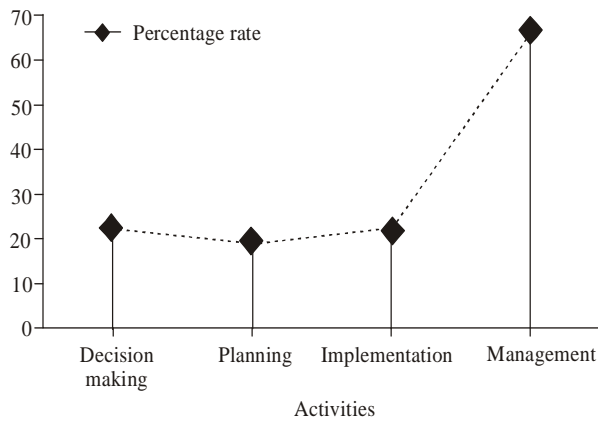 70
60
50
40
30
20
10
0
Percentage rate
Decision
making
Planning
Implementation
Management
Activities